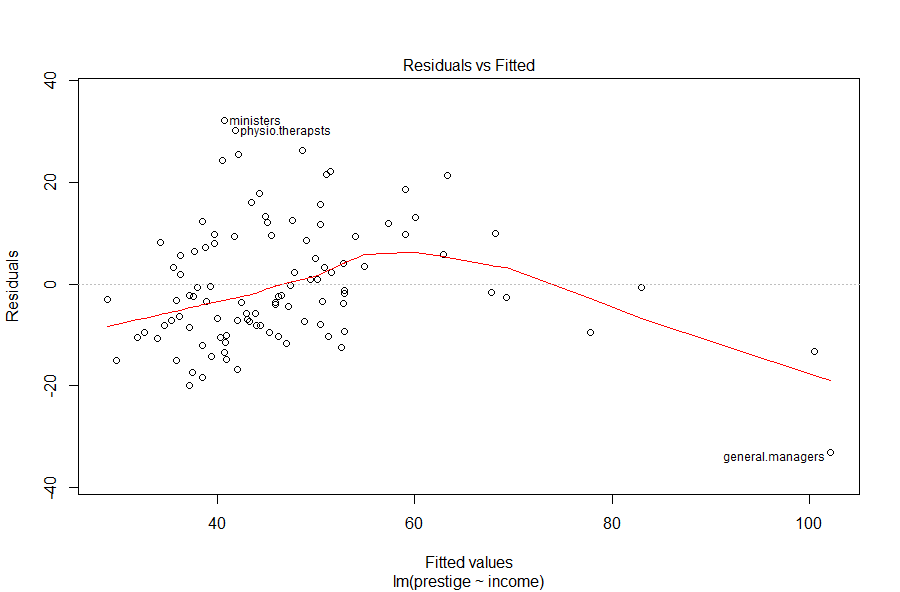 Residuals vs Fitted
40
20
0
-20
-40
Residuals
ministers
physio.therapsts
general.managers
40
60
80
100
Fitted values
lm(prestige ~ income)